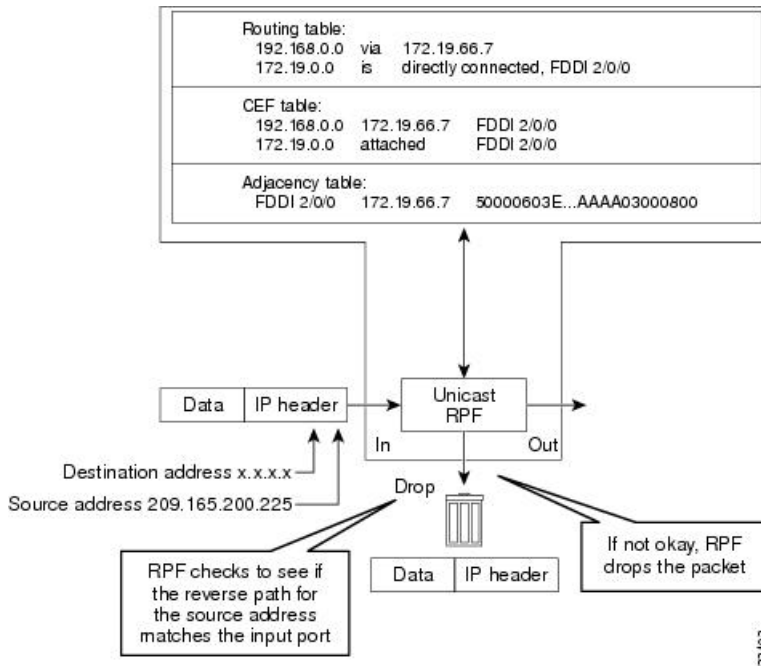 Routing table:
192.168.0.0 via 172.19.66.7
172.19.0.0 is directly connected, FDDI 2/0/0
CEF table:
192.168.0.0 172.19.66.7 FDDI 2/0/0
172.19.0.0 attached FDDI 2/0/0
Adjacency table:
FDDI 2/0/0 172.19.66.7 50000603E...AAAA03000800
Data IP header
Unicast
RPF
In Out
Destination address x.x.x.x
Source address 209.165.200.225
Drop
RPF checks to see if
the reverse path for
the source address
matches the input port
Data IP header
If not okay, RPF
drops the packet